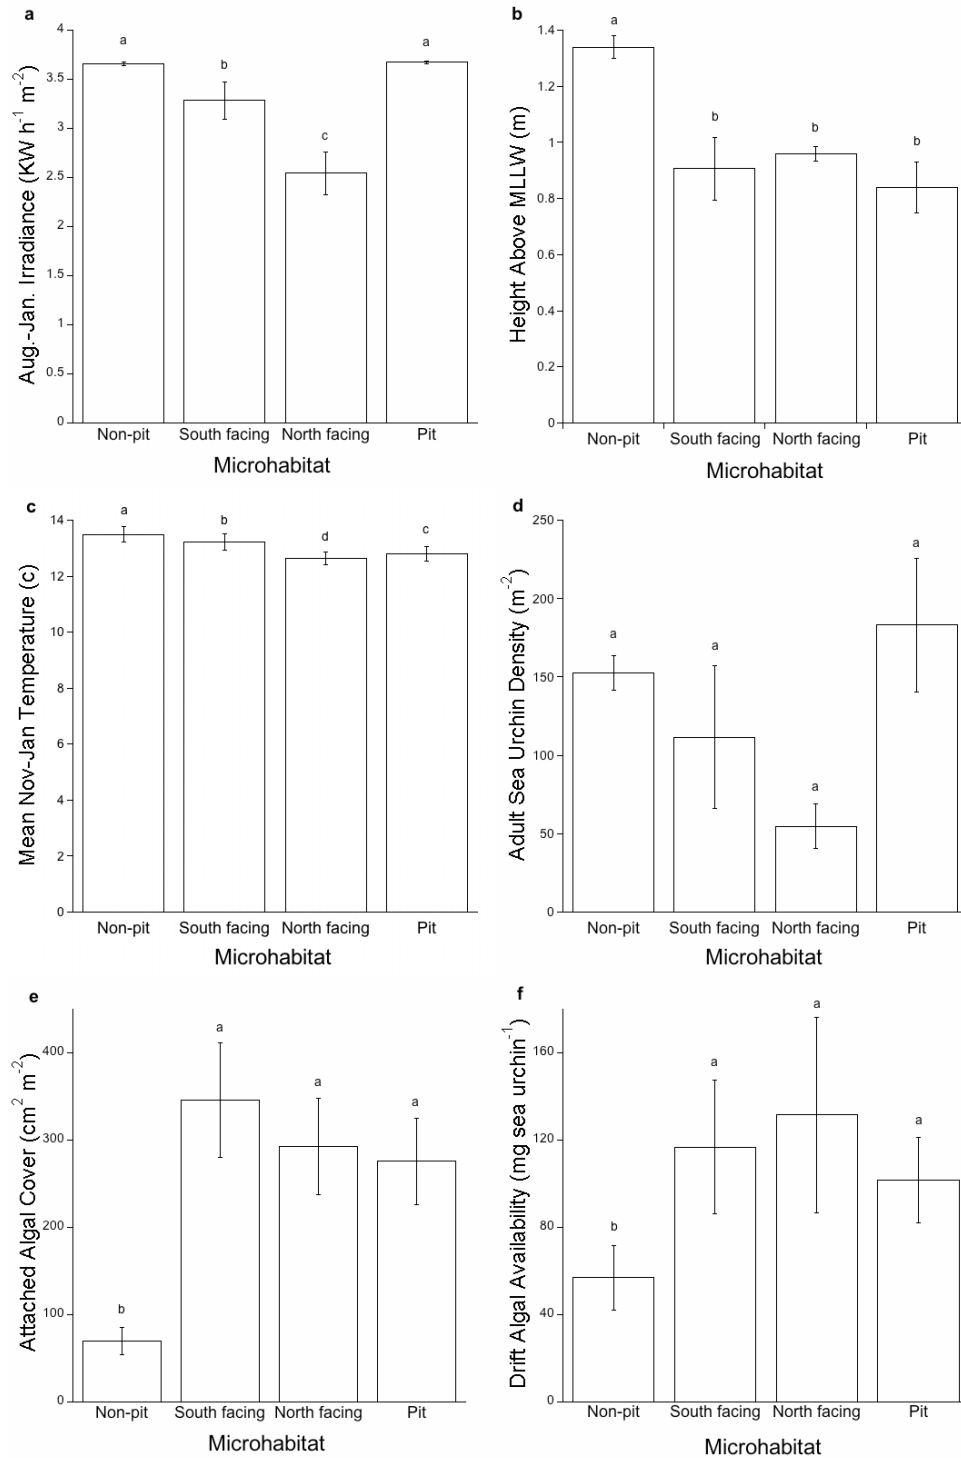 a
Aug.-Jan. Irradiance (KW h⁻¹ m⁻²)
4
3.5
3
2.5
2
1.5
1
0.5
0
a
b
c
a
Non-pit South facing North facing Pit
Microhabitat
b
Height Above MLLW (m)
1.4
1.2
1
0.8
0.6
0.4
0.2
0
a
b
b
b
Non-pit South facing North facing Pit
Microhabitat
c
Mean Nov-Jan Temperature (c)
14
12
10
8
6
4
2
0
a
b
d
c
Non-pit South facing North facing Pit
Microhabitat
d
Adult Sea Urchin Density (m⁻²)
250
200
150
100
50
0
a
a
a
a
Non-pit South facing North facing Pit
Microhabitat
e
Attached Algal Cover (cm² m⁻²)
400
300
200
100
0
b
a
a
a
Non-pit South facing North facing Pit
Microhabitat
f
Drift Algal Availability (mg sea urchin⁻¹)
160
120
80
40
0
b
a
a
a
Non-pit South facing North facing Pit
Microhabitat